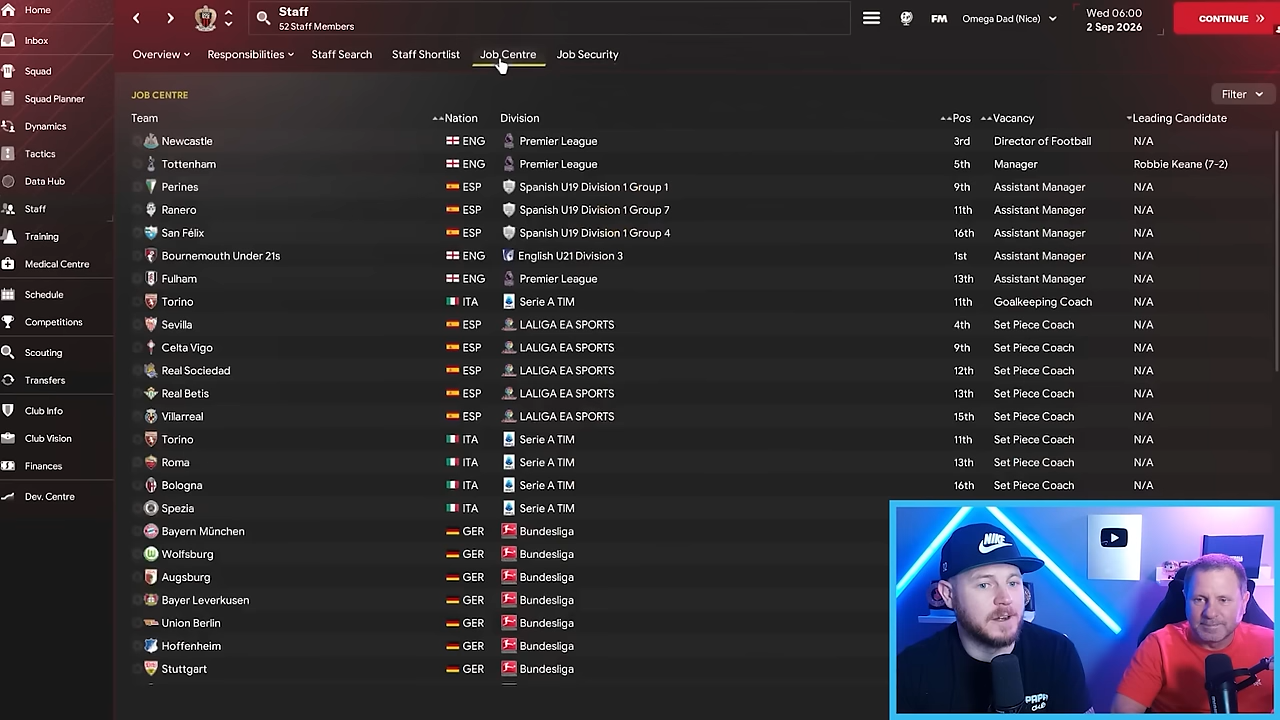 Home
Staff
52 Staff Members
FM
Omega Dad (Nice)
Wed 06:00
2 Sep 2026
CONTINUE
Inbox
Squad
Squad Planner
Dynamics
Tactics
Data Hub
Staff
Training
Medical Centre
Schedule
Competitions
Scouting
Transfers
Club Info
Club Vision
Finances
Dev. Centre
Overview Responsibilities Staff Search Staff Shortlist Job Centre Job Security
JOB CENTRE
Filter
Team Nation Division Pos Vacancy Leading Candidate
Newcastle ENG Premier League 3rd Director of Football N/A
Tottenham ENG Premier League 5th Manager Robbie Keane (7-2)
Perines ESP Spanish U19 Division 1 Group 1 9th Assistant Manager N/A
Ranero ESP Spanish U19 Division 1 Group 7 11th Assistant Manager N/A
San Félix ESP Spanish U19 Division 1 Group 4 16th Assistant Manager N/A
Bournemouth Under 21s ENG English U21 Division 3 1st Assistant Manager N/A
Fulham ENG Premier League 13th Assistant Manager N/A
Torino ITA Serie A TIM 11th Goalkeeping Coach N/A
Sevilla ESP LALIGA EA SPORTS 4th Set Piece Coach N/A
Celta Vigo ESP LALIGA EA SPORTS 9th Set Piece Coach N/A
Real Sociedad ESP LALIGA EA SPORTS 12th Set Piece Coach N/A
Real Betis ESP LALIGA EA SPORTS 13th Set Piece Coach N/A
Villarreal ESP LALIGA EA SPORTS 15th Set Piece Coach N/A
Torino ITA Serie A TIM 11th Set Piece Coach N/A
Roma ITA Serie A TIM 13th Set Piece Coach N/A
Bologna ITA Serie A TIM 16th Set Piece Coach N/A
Spezia ITA Serie A TIM
Bayern München GER Bundesliga
Wolfsburg GER Bundesliga
Augsburg GER Bundesliga
Bayer Leverkusen GER Bundesliga
Union Berlin GER Bundesliga
Hoffenheim GER Bundesliga
Stuttgart GER Bundesliga
NIKE
PAPA